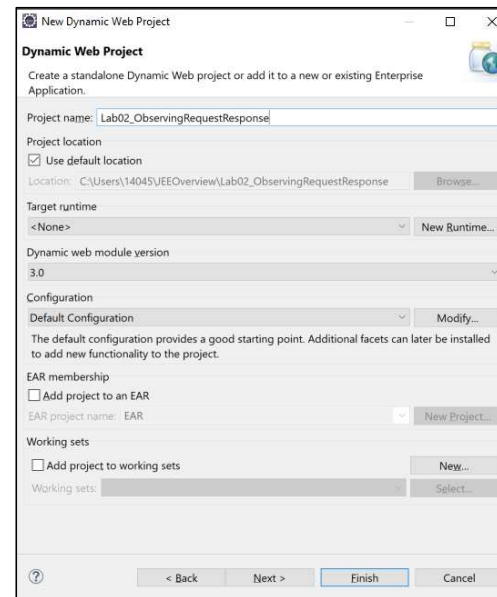 New Dynamic Web Project
Dynamic Web Project
Create a standalone Dynamic Web project or add it to a new or existing Enterprise
Application.
Project name: Lab02_ObservingRequestResponse
Project location
Use default location
Location: C:\Users\14045\JEEOverview\Lab02_ObservingRequestResponse Browse...
Target runtime
<None> New Runtime...
Dynamic web module version
3.0
Configuration
Default Configuration Modify...
The default configuration provides a good starting point. Additional facets can later be installed
to add new functionality to the project.
EAR membership
Add project to an EAR
EAR project name: EAR New Project...
Working sets
Add project to working sets New...
Working sets: Select...
? < Back Next > Finish Cancel